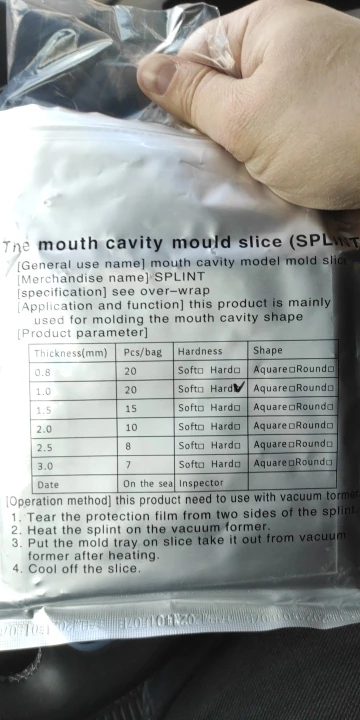 The mouth cavity mould slice (SPLINT
[General use name] mouth cavity model mold slic
[Merchandise name] SPLINT
[specification] see over-wrap
[Application and function] this product is mainly
used for molding the mouth cavity shape
[Product parameter]
Thickness(mm) Pcs/bag Hardness Shape
0.8 20 Soft□ Hard□ Aquare□Round□
1.0 20 Soft□ Hard✔ Aquare□Round□
1.5 15 Soft□ Hard□ Aquare□Round□
2.0 10 Soft□ Hard□ Aquare□Round□
2.5 8 Soft□ Hard□ Aquare□Round□
3.0 7 Soft□ Hard□ Aquare□Round□
Date On the sea Inspector
[Operation method] this product need to use with vacuum former
1. Tear the protection film from two sides of the splint.
2. Heat the splint on the vacuum former.
3. Put the mold tray on slice take it out from vacuum
former after heating.
4. Cool off the slice.